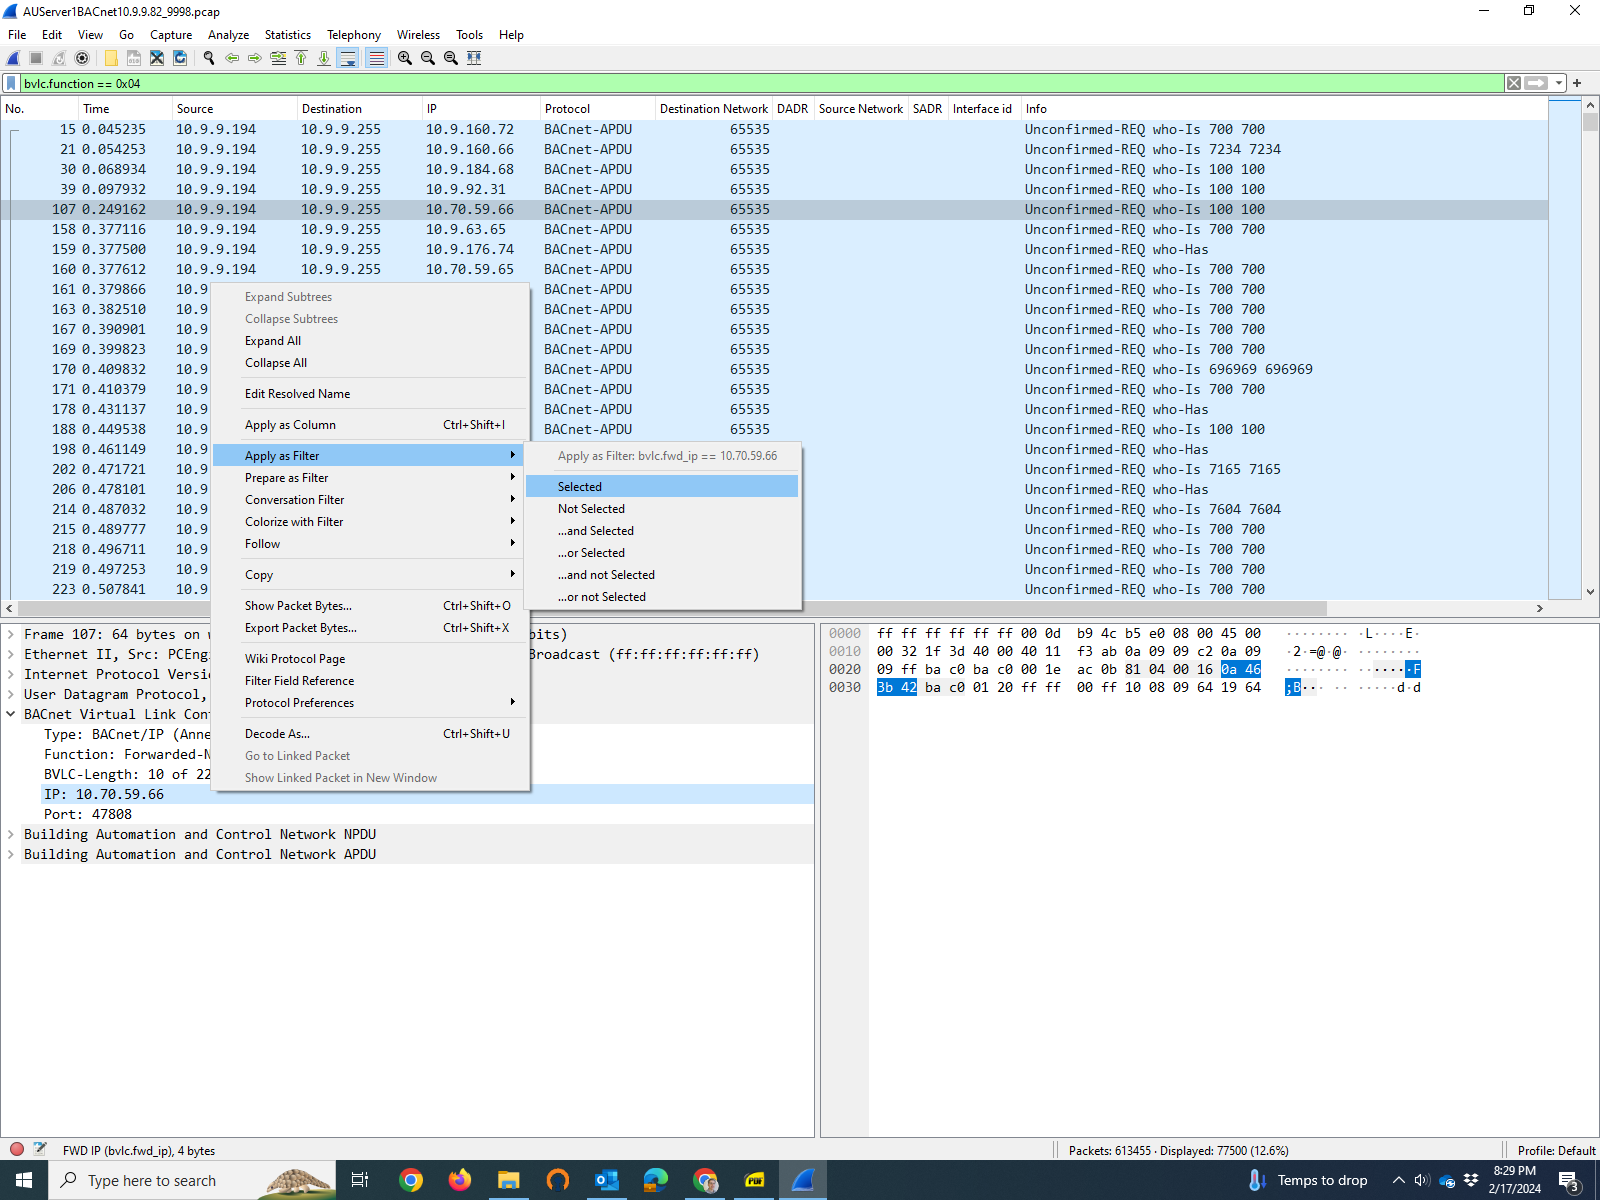 AUServer1BACnet10.9.9.82_9998.pcap
File Edit View Go Capture Analyze Statistics Telephony Wireless Tools Help
bvlc.function == 0x04
No. Time Source Destination IP Protocol Destination Network DADR Source Network SADR Interface id Info
15 0.045235 10.9.9.194 10.9.9.255 10.9.160.72 BACnet-APDU 65535 Unconfirmed-REQ who-Is 700 700
21 0.054253 10.9.9.194 10.9.9.255 10.9.160.66 BACnet-APDU 65535 Unconfirmed-REQ who-Is 7234 7234
30 0.068934 10.9.9.194 10.9.9.255 10.9.184.68 BACnet-APDU 65535 Unconfirmed-REQ who-Is 100 100
39 0.097932 10.9.9.194 10.9.9.255 10.9.92.31 BACnet-APDU 65535 Unconfirmed-REQ who-Is 100 100
107 0.249162 10.9.9.194 10.9.9.255 10.70.59.66 BACnet-APDU 65535 Unconfirmed-REQ who-Is 100 100
158 0.377116 10.9.9.194 10.9.9.255 10.9.63.65 BACnet-APDU 65535 Unconfirmed-REQ who-Is 700 700
159 0.377500 10.9.9.194 10.9.9.255 10.9.176.74 BACnet-APDU 65535 Unconfirmed-REQ who-Has
160 0.377612 10.9.9.194 10.9.9.255 10.70.59.65 BACnet-APDU 65535 Unconfirmed-REQ who-Is 700 700
161 0.379866 10.9 BACnet-APDU 65535 Unconfirmed-REQ who-Is 700 700
163 0.382510 10.9 BACnet-APDU 65535 Unconfirmed-REQ who-Is 700 700
167 0.390901 10.9 BACnet-APDU 65535 Unconfirmed-REQ who-Is 700 700
169 0.399823 10.9 BACnet-APDU 65535 Unconfirmed-REQ who-Is 700 700
170 0.409832 10.9 BACnet-APDU 65535 Unconfirmed-REQ who-Is 696969 696969
171 0.410379 10.9 BACnet-APDU 65535 Unconfirmed-REQ who-Is 700 700
178 0.431137 10.9 BACnet-APDU 65535 Unconfirmed-REQ who-Has
188 0.449538 10.9 BACnet-APDU 65535 Unconfirmed-REQ who-Is 100 100
198 0.461149 10.9 Unconfirmed-REQ who-Has
202 0.471721 10.9 Unconfirmed-REQ who-Is 7165 7165
206 0.478101 10.9 Unconfirmed-REQ who-Has
214 0.487032 10.9 Unconfirmed-REQ who-Is 7604 7604
215 0.489777 10.9 Unconfirmed-REQ who-Is 700 700
218 0.496711 10.9 Unconfirmed-REQ who-Is 700 700
219 0.497253 10.9 Unconfirmed-REQ who-Is 700 700
223 0.507841 10.9 Unconfirmed-REQ who-Is 700 700
Expand Subtrees
Collapse Subtrees
Expand All
Collapse All
Edit Resolved Name
Apply as Column Ctrl+Shift+I
Apply as Filter
Prepare as Filter
Conversation Filter
Colorize with Filter
Follow
Copy
Show Packet Bytes... Ctrl+Shift+O
Export Packet Bytes... Ctrl+Shift+X
Wiki Protocol Page
Filter Field Reference
Protocol Preferences
Decode As... Ctrl+Shift+U
Go to Linked Packet
Show Linked Packet in New Window
Apply as Filter: bvlc.fwd_ip == 10.70.59.66
Selected
Not Selected
...and Selected
...or Selected
...and not Selected
...or not Selected
Frame 107: 64 bytes on w bits)
Ethernet II, Src: PCEng Broadcast (ff:ff:ff:ff:ff:ff)
Internet Protocol Versi
User Datagram Protocol,
BACnet Virtual Link Con
Type: BACnet/IP (Anne
Function: Forwarded-N
BVLC-Length: 10 of 22
IP: 10.70.59.66
Port: 47808
Building Automation and Control Network NPDU
Building Automation and Control Network APDU
0000 ff ff ff ff ff ff 00 0d b9 4c b5 e0 08 00 45 00 ········ ·L····E·
0010 00 32 1f 3d 40 00 40 11 f3 ab 0a 09 09 c2 0a 09 ·2·=@·@· ········
0020 09 ff ba c0 ba c0 00 1e ac 0b 81 04 00 16 0a 46 ········ ·······F
0030 3b 42 ba c0 01 20 ff ff 00 ff 10 08 09 64 19 64 ;B··· ·· ·····d·d
FWD IP (bvlc.fwd_ip), 4 bytes
Packets: 613455 · Displayed: 77500 (12.6%)
Profile: Default
Type here to search
PDF
Temps to drop
8:29 PM
2/17/2024
3